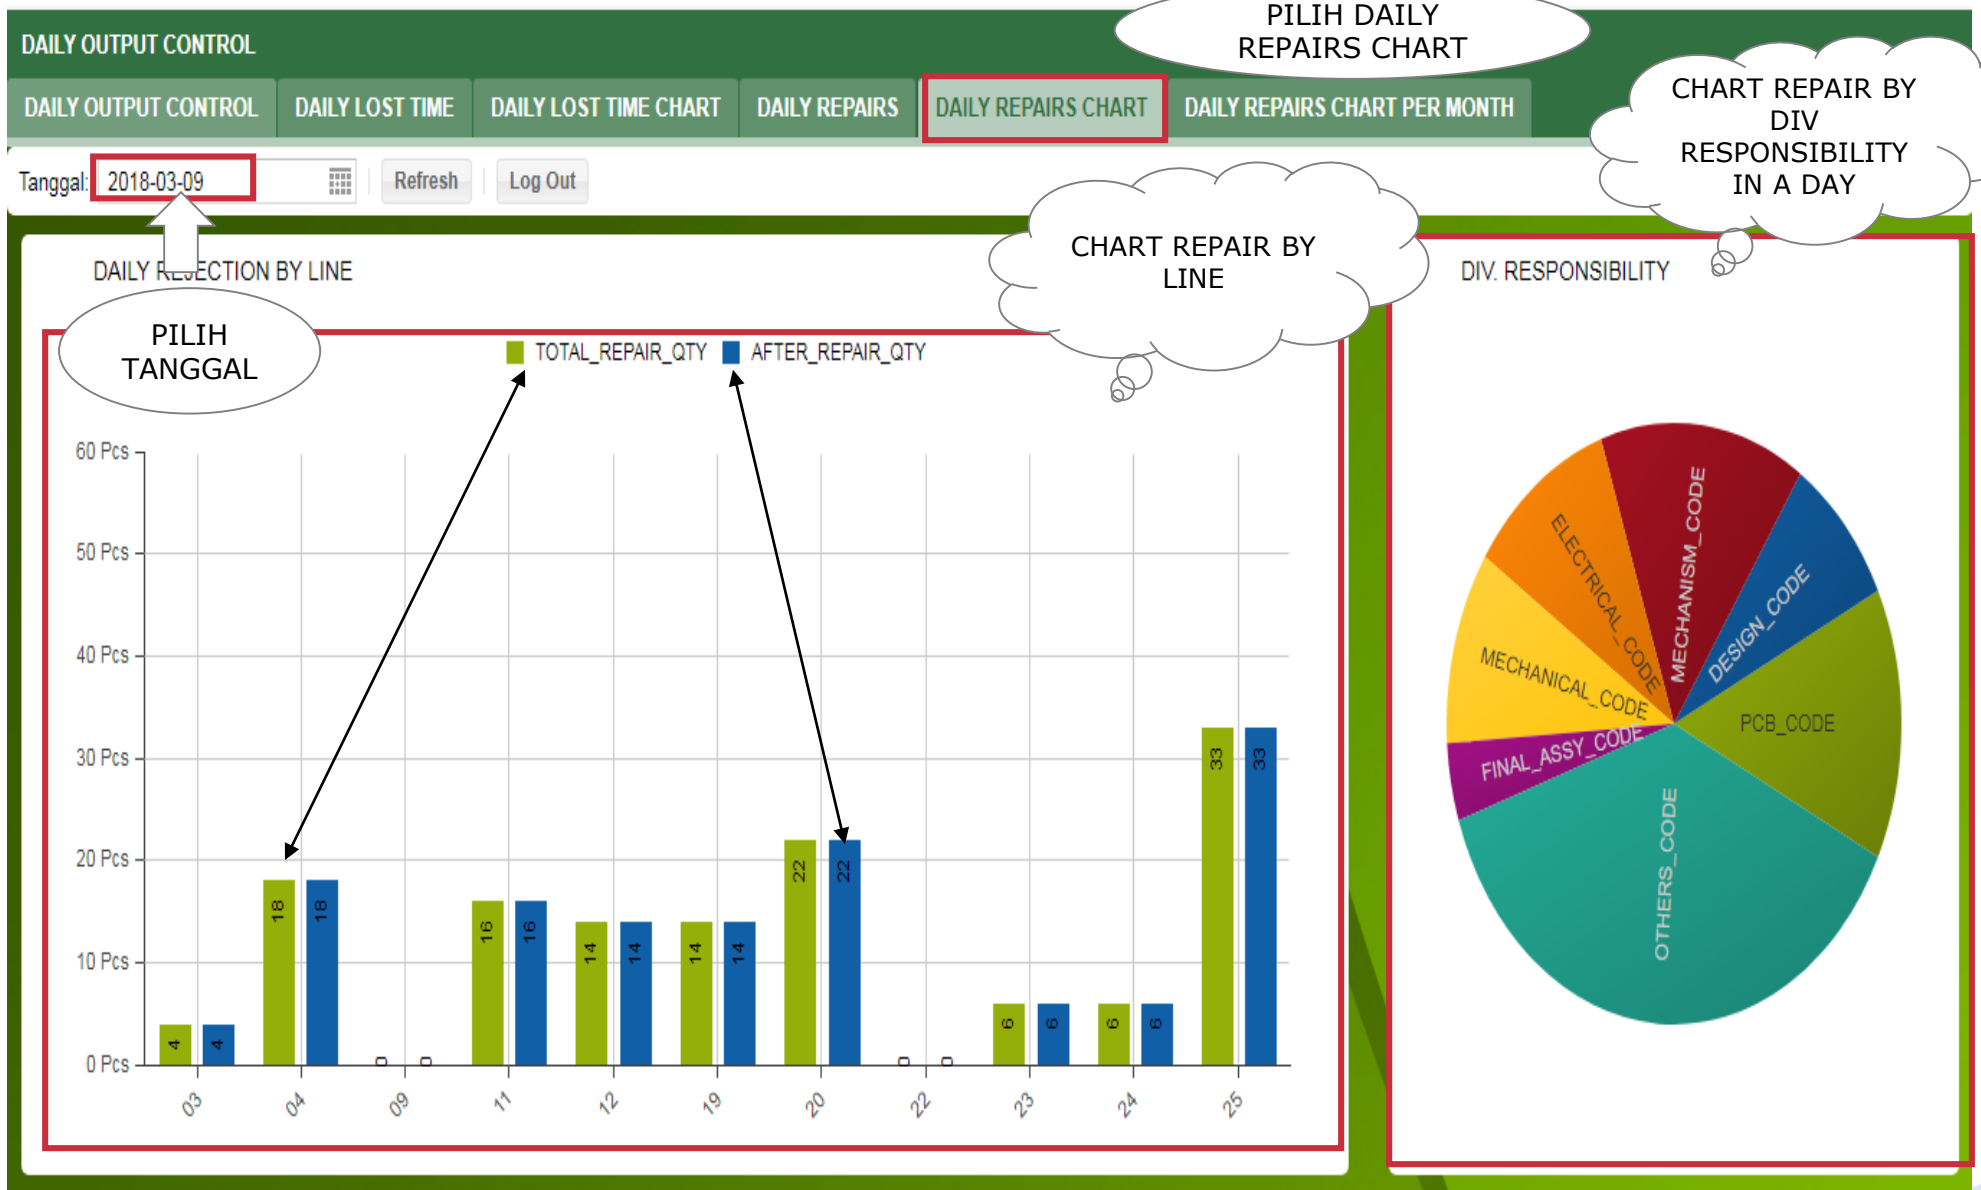 PILIH DAILY
REPAIRS CHART
DAILY OUTPUT CONTROL
DAILY OUTPUT CONTROL
DAILY LOST TIME
DAILY LOST TIME CHART
DAILY REPAIRS
DAILY REPAIRS CHART
DAILY REPAIRS CHART PER MONTH
CHART REPAIR BY
DIV
RESPONSIBILITY
IN A DAY
Tanggal: 2018-03-09
Refresh
Log Out
CHART REPAIR BY
LINE
DAILY REJECTION BY LINE
PILIH
TANGGAL
TOTAL_REPAIR_QTY
AFTER_REPAIR_QTY
60 Pcs
50 Pcs
40 Pcs
30 Pcs
20 Pcs
10 Pcs
0 Pcs
4 4
18 18
0 0
16 16
14 14
14 14
22 22
0 0
6 6
6 6
33 33
03 04 09 11 12 19 20 22 23 24 25
DIV. RESPONSIBILITY
MECHANISM_CODE
DESIGN_CODE
PCB_CODE
OTHERS_CODE
FINAL_ASSY_CODE
MECHANICAL_CODE
ELECTRICAL_CODE